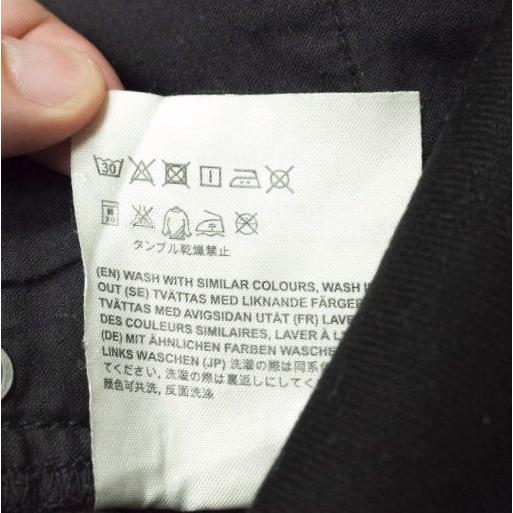 30
タンブル乾燥禁止
(EN) WASH WITH SIMILAR COLOURS, WASH
OUT (SE) TVÄTTAS MED LIKNANDE FÄRGER
TVÄTTAS MED AVIGSIDAN UTÅT (FR) LAVER
DES COULEURS SIMILAIRES, LAVER À L
(DE) MIT ÄHNLICHEN FARBEN WASCHE
LINKS WASCHEN (JP) 洗濯の際は同系
てください, 洗濯の際は裏返しにしてく
颜色可共洗, 反面洗涤